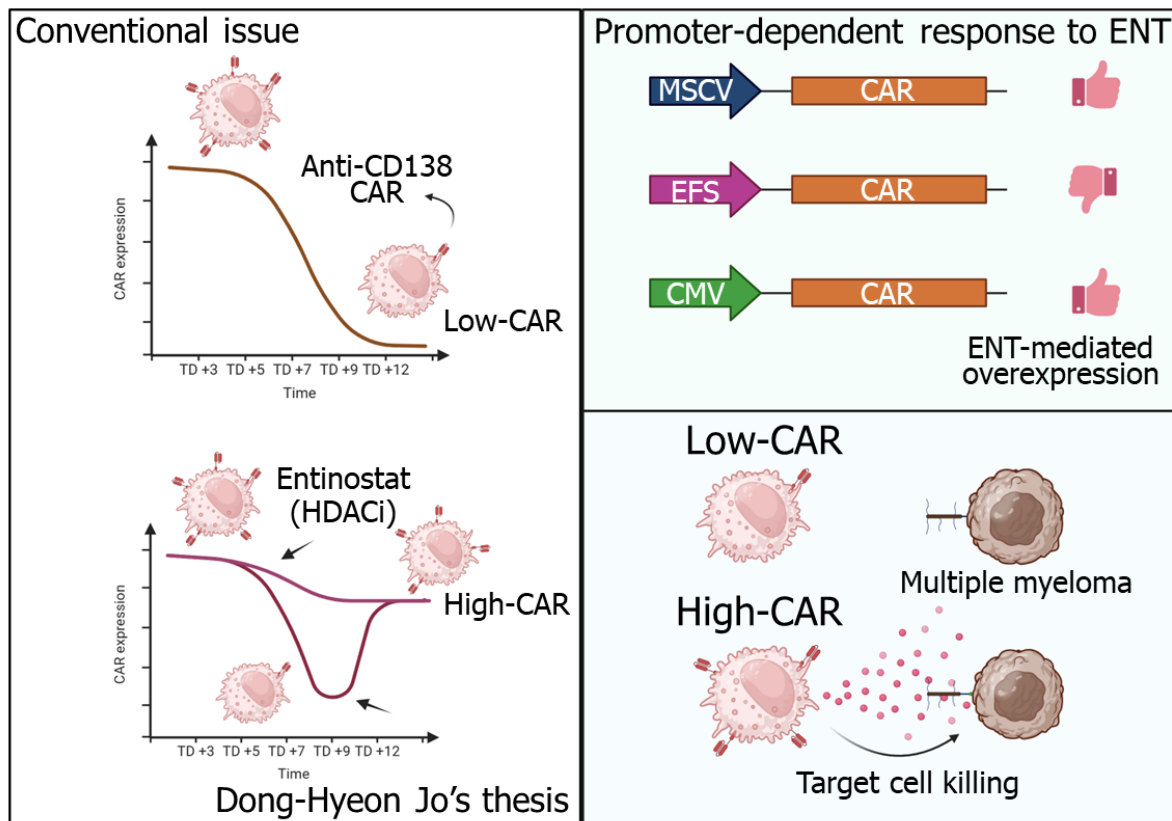 Conventional issue
Anti-CD138
CAR
Low-CAR
CAR expression
TD +3 TD +5 TD +7 TD +9 TD +12
Time
Entinostat
(HDACi)
High-CAR
CAR expression
TD +3 TD +5 TD +7 TD +9 TD +12
Time
Dong-Hyeon Jo's thesis
Promoter-dependent response to ENT
MSCV CAR
EFS CAR
CMV CAR
ENT-mediated
overexpression
Low-CAR
Multiple myeloma
High-CAR
Target cell killing